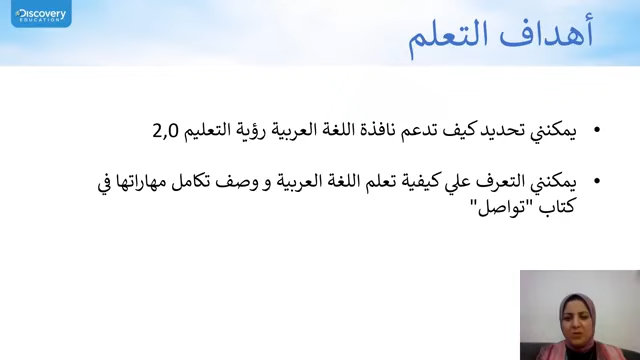 Discovery
EDUCATION
أهداف التعلم
• يمكنني تحديد كيف تدعم نافذة اللغة العربية رؤية التعليم 2,0
• يمكنني التعرف علي كيفية تعلم اللغة العربية و وصف تكامل مهاراتها في
كتاب "تواصل"